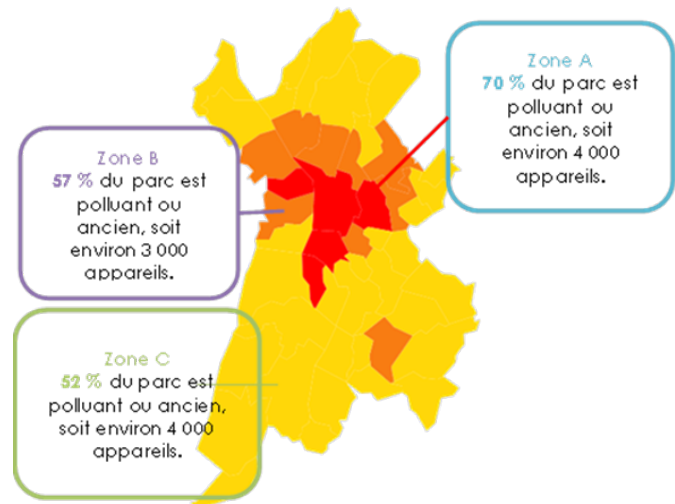 Zone A
70 % du parc est
polluant ou
ancien, soit
environ 4 000
appareils.
Zone B
57 % du parc est
polluant ou
ancien, soit
environ 3 000
appareils.
Zone C
52 % du parc est
polluant ou ancien,
soit environ 4 000
appareils.